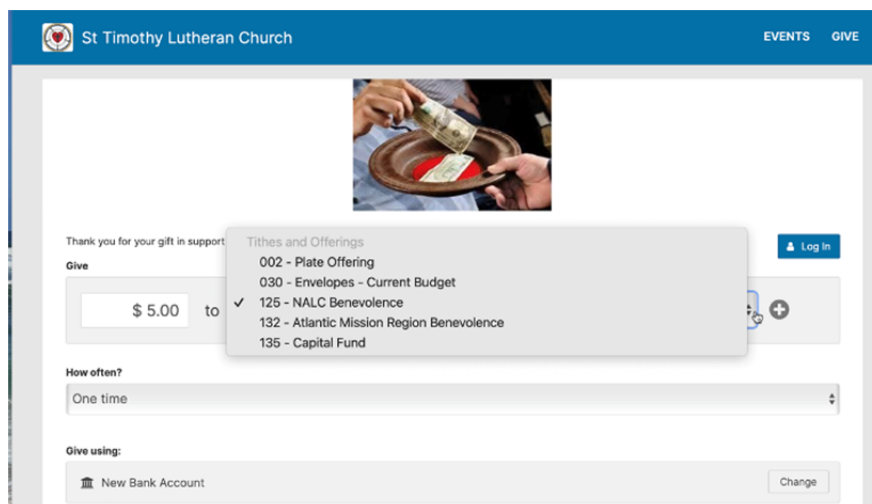 St Timothy Lutheran Church
EVENTS GIVE
Thank you for your gift in support
Log In
Give
Tithes and Offerings
002 - Plate Offering
030 - Envelopes - Current Budget
$ 5.00 to ✓ 125 - NALC Benevolence
132 - Atlantic Mission Region Benevolence
135 - Capital Fund
How often?
One time
Give using:
New Bank Account
Change